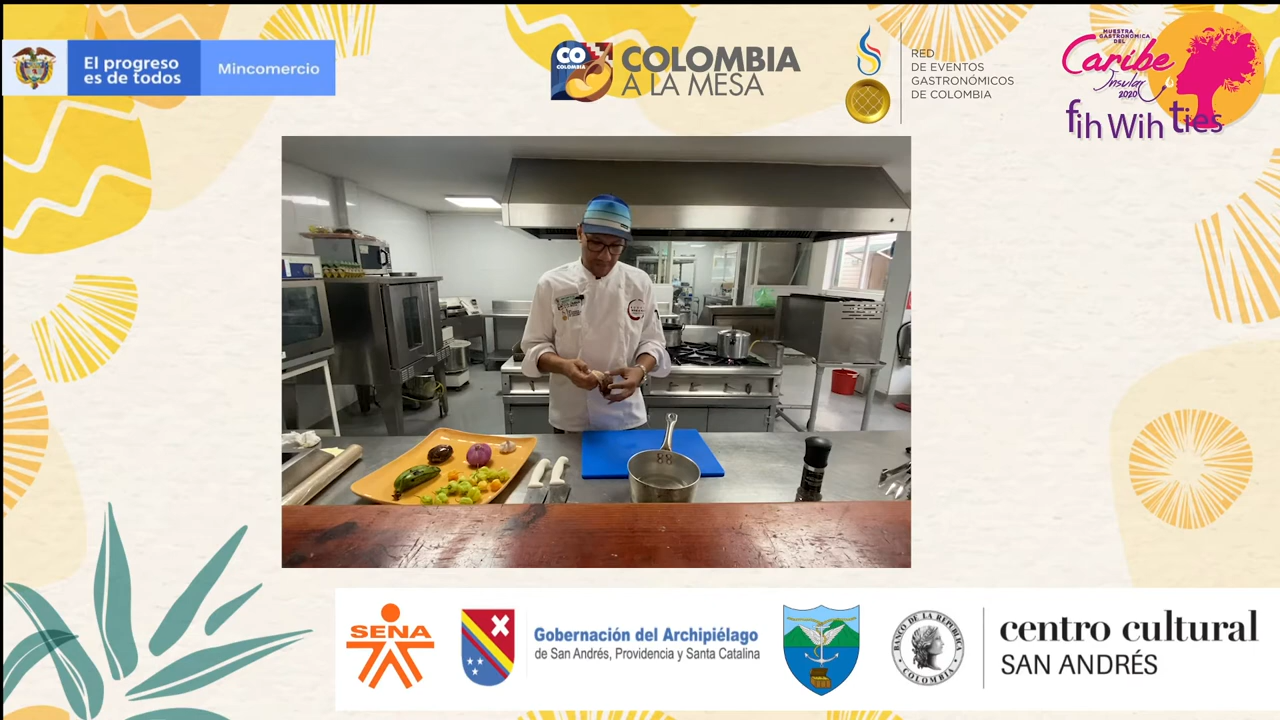 El progreso
es de todos
Mincomercio
CO
COLOMBIA
COLOMBIA
A LA MESA
RED
DE EVENTOS
GASTRONÓMICOS
DE COLOMBIA
MUESTRA
GASTRONÓMICA
DEL
Caribe
Insular
2020
fih Wih ties
SENA
Gobernación del Archipiélago
de San Andrés, Providencia y Santa Catalina
BANCO DE LA REPÚBLICA
COLOMBIA
centro cultural
SAN ANDRÉS